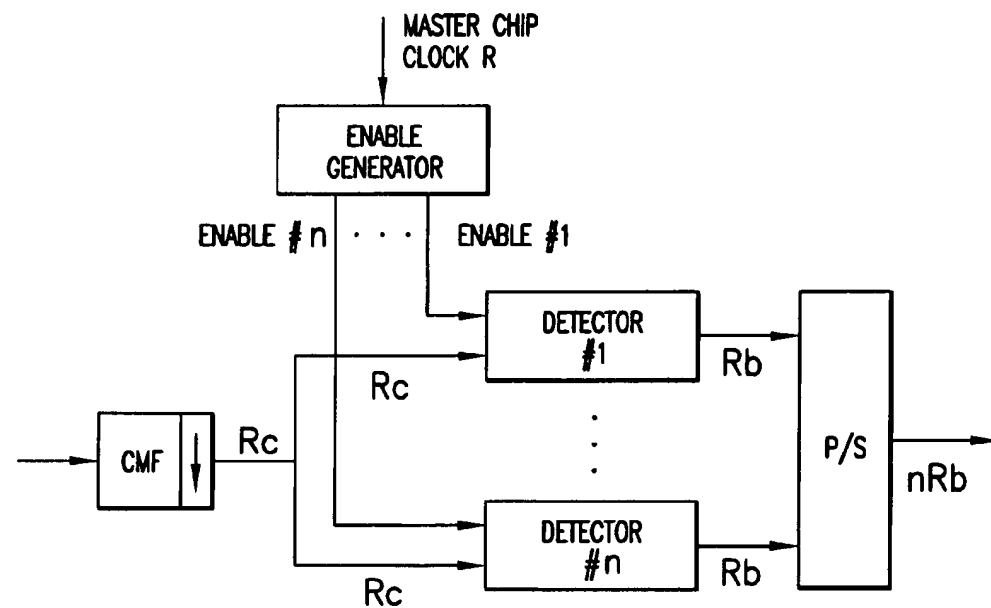 MASTER CHIP
CLOCK R
ENABLE
GENERATOR
ENABLE #n
ENABLE #1
DETECTOR
#1
Rb
Rc
CMF
Rc
P/S
nRb
DETECTOR
#n
Rb
Rc